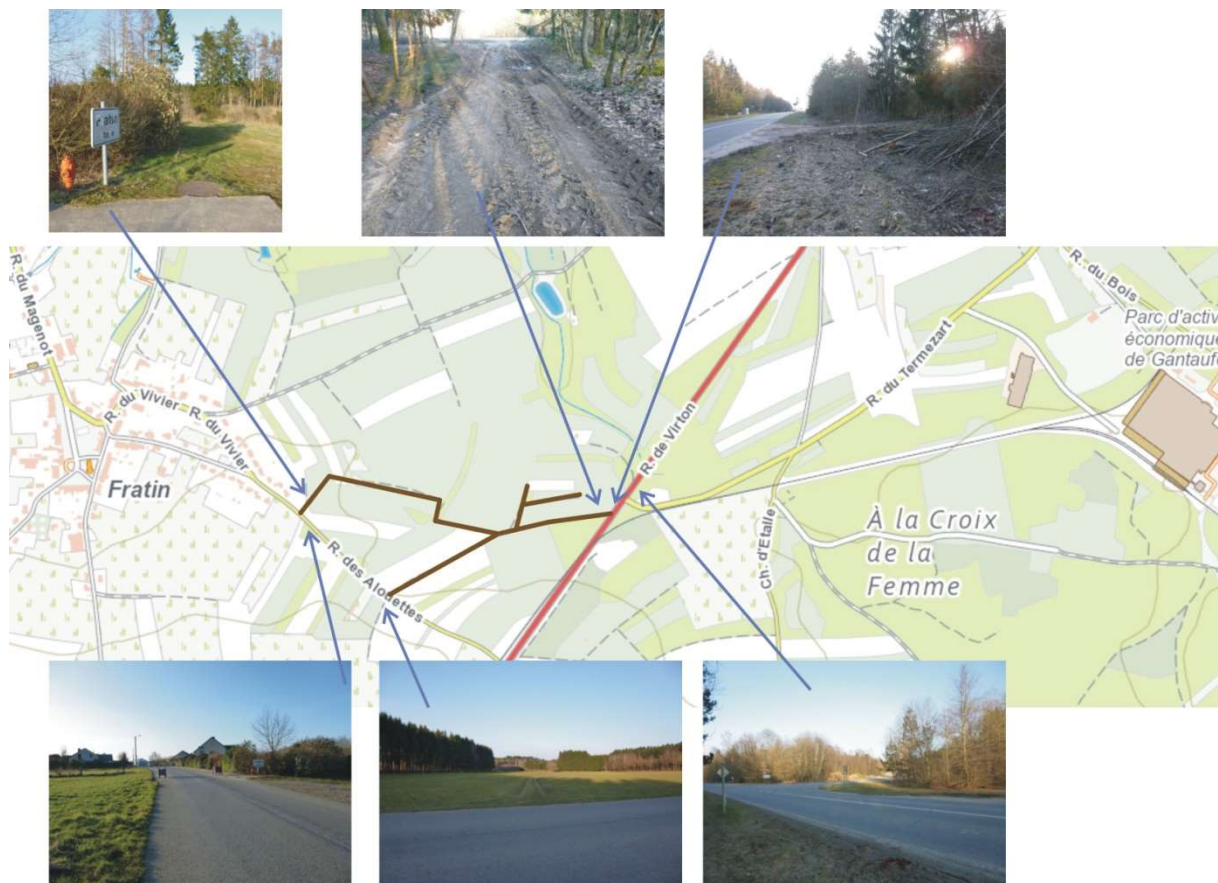 R. du Magenot
R. du Vivier
R. du Vivier
Fratin
R. des Alouettes
R. de Virton
R. du Termezart
R. du Bois
Parc d'activ
économique
de Gantaufe
Ch. d'Etalle
À la Croix
de la
Femme